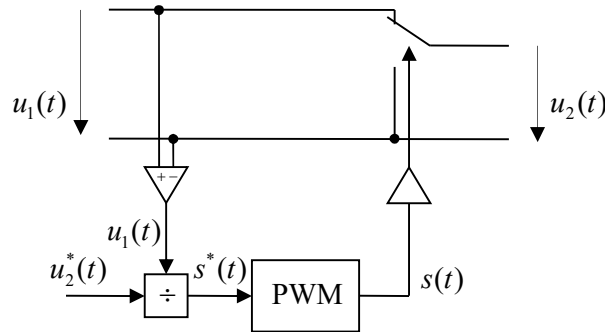 u₁(t)
u₂(t)
+ −
u₁(t)
u₂*(t)
s*(t)
÷
PWM
s(t)